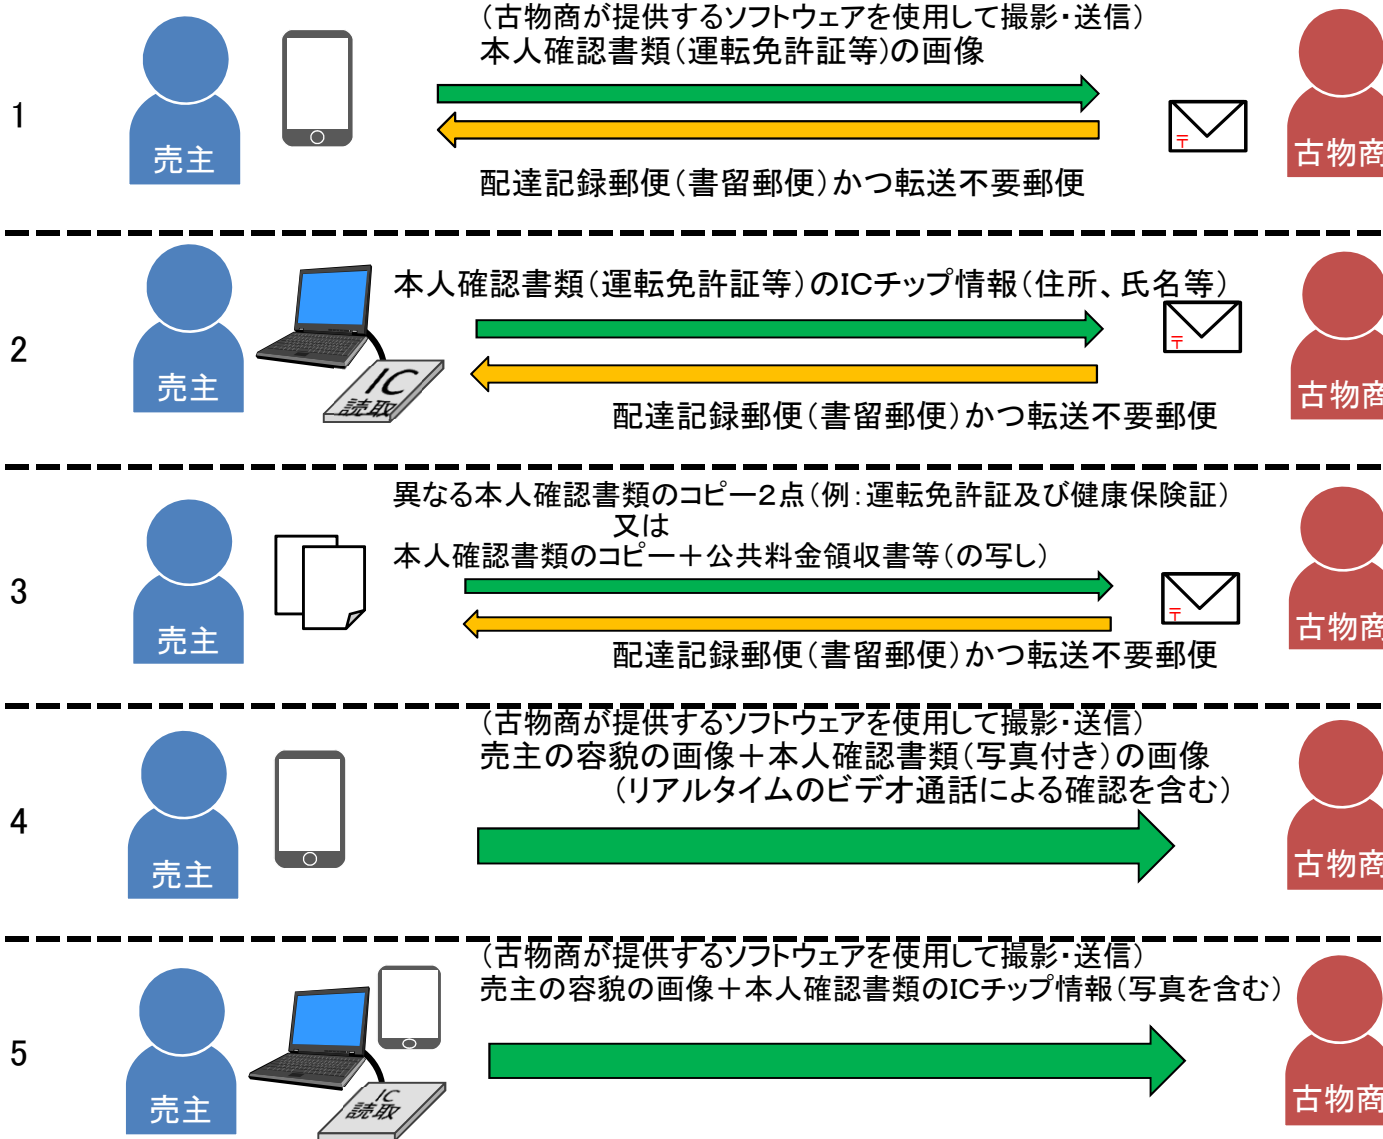 （古物商が提供するソフトウェアを使用して撮影・送信）
本人確認書類（運転免許証等）の画像
1
売主
〒
古物商
配達記録郵便（書留郵便）かつ転送不要郵便
本人確認書類（運転免許証等）のICチップ情報（住所、氏名等）
2
売主
IC
読取
〒
古物商
配達記録郵便（書留郵便）かつ転送不要郵便
異なる本人確認書類のコピー2点（例：運転免許証及び健康保険証）
又は
本人確認書類のコピー＋公共料金領収書等（の写し）
3
売主
〒
古物商
配達記録郵便（書留郵便）かつ転送不要郵便
（古物商が提供するソフトウェアを使用して撮影・送信）
売主の容貌の画像＋本人確認書類（写真付き）の画像
（リアルタイムのビデオ通話による確認を含む）
4
売主
古物商
（古物商が提供するソフトウェアを使用して撮影・送信）
売主の容貌の画像＋本人確認書類のICチップ情報（写真を含む）
5
売主
IC
読取
古物商